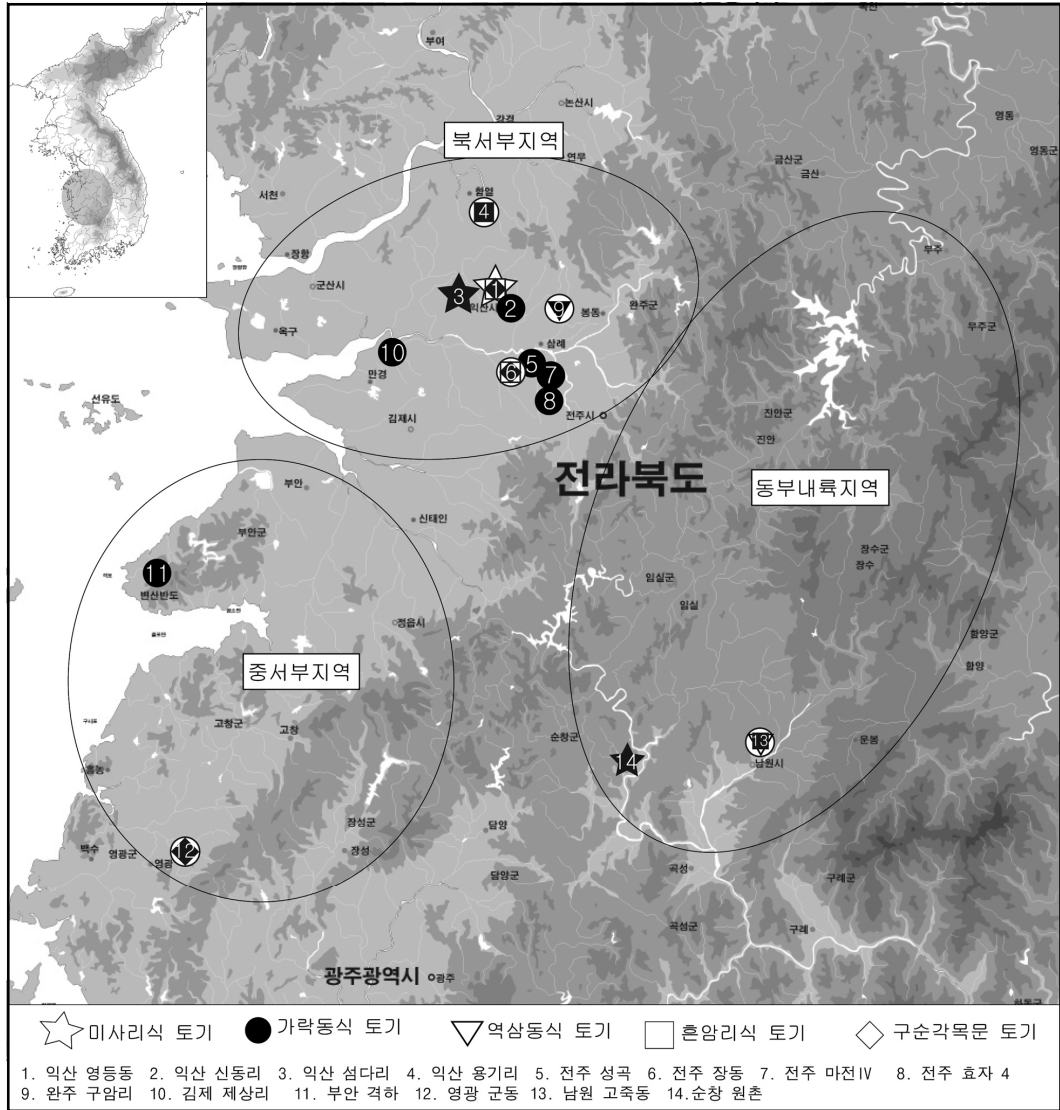 부여
논산시
강경
영동
북서부지역
연무
금산군
금산
영동군
서천
함열
4
무주
장항
군산시
3
1
익산시
2
9
봉동
완주군
옥구
삼례
무주군
10
만경
6
5
7
8
선유도
김제시
전주시
진안군
진안
전라북도
동부내륙지역
부안
신태인
부안군
장수군
장수
11
변산반도
임실군
임실
정읍시
함양군
함양
중서부지역
고창군
고창
순창군
13
운봉
14
남원시
홍농
담양
장성군
장성
백수
영광군
영광
12
담양군
곡성
구례군
곡성군
구례
광주광역시 광주
미사리식 토기 가락동식 토기 역삼동식 토기 흔암리식 토기 구순각목문 토기
1. 익산 영등동 2. 익산 신동리 3. 익산 섬다리 4. 익산 용기리 5. 전주 성곡 6. 전주 장동 7. 전주 마전Ⅳ 8. 전주 효자 4
9. 완주 구암리 10. 김제 제상리 11. 부안 격하 12. 영광 군동 13. 남원 고죽동 14.순창 원촌